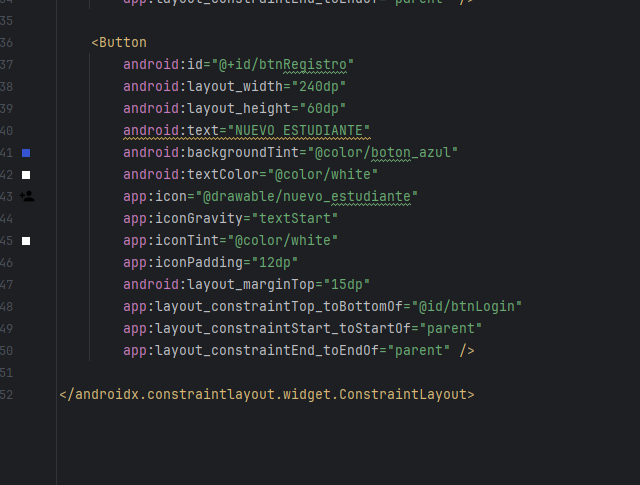 app:layout_constraintEnd_toEndOf="parent" />
35
36 <Button
37 android:id="@+id/btnRegistro"
38 android:layout_width="240dp"
39 android:layout_height="60dp"
40 android:text="NUEVO ESTUDIANTE"
41 android:backgroundTint="@color/boton_azul"
42 android:textColor="@color/white"
43 app:icon="@drawable/nuevo_estudiante"
44 app:iconGravity="textStart"
45 app:iconTint="@color/white"
46 app:iconPadding="12dp"
47 android:layout_marginTop="15dp"
48 app:layout_constraintTop_toBottomOf="@id/btnLogin"
49 app:layout_constraintStart_toStartOf="parent"
50 app:layout_constraintEnd_toEndOf="parent" />
51
52 </androidx.constraintlayout.widget.ConstraintLayout>